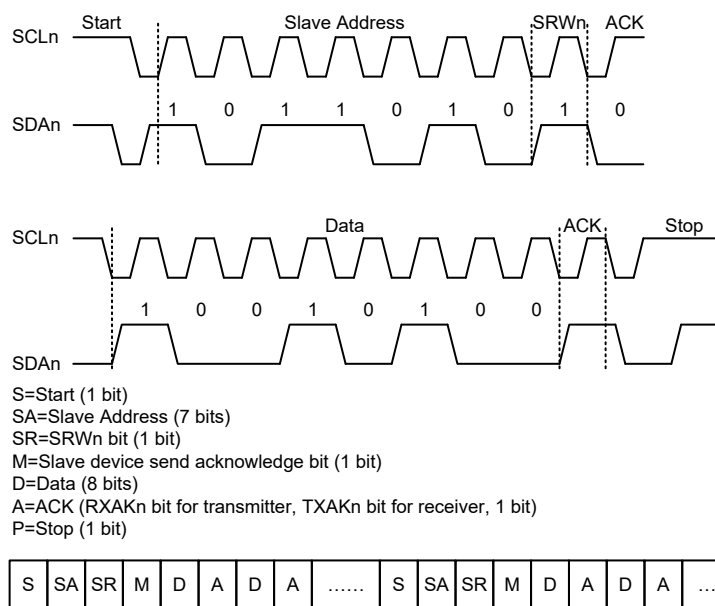 Start Slave Address SRWn ACK
SCLn
1 0 1 1 0 1 0 1 0
SDAn
Data ACK Stop
SCLn
1 0 0 1 0 1 0 0
SDAn
S=Start (1 bit)
SA=Slave Address (7 bits)
SR=SRWn bit (1 bit)
M=Slave device send acknowledge bit (1 bit)
D=Data (8 bits)
A=ACK (RXAKn bit for transmitter, TXAKn bit for receiver, 1 bit)
P=Stop (1 bit)
S SA SR M D A D A ...... S SA SR M D A D A ...